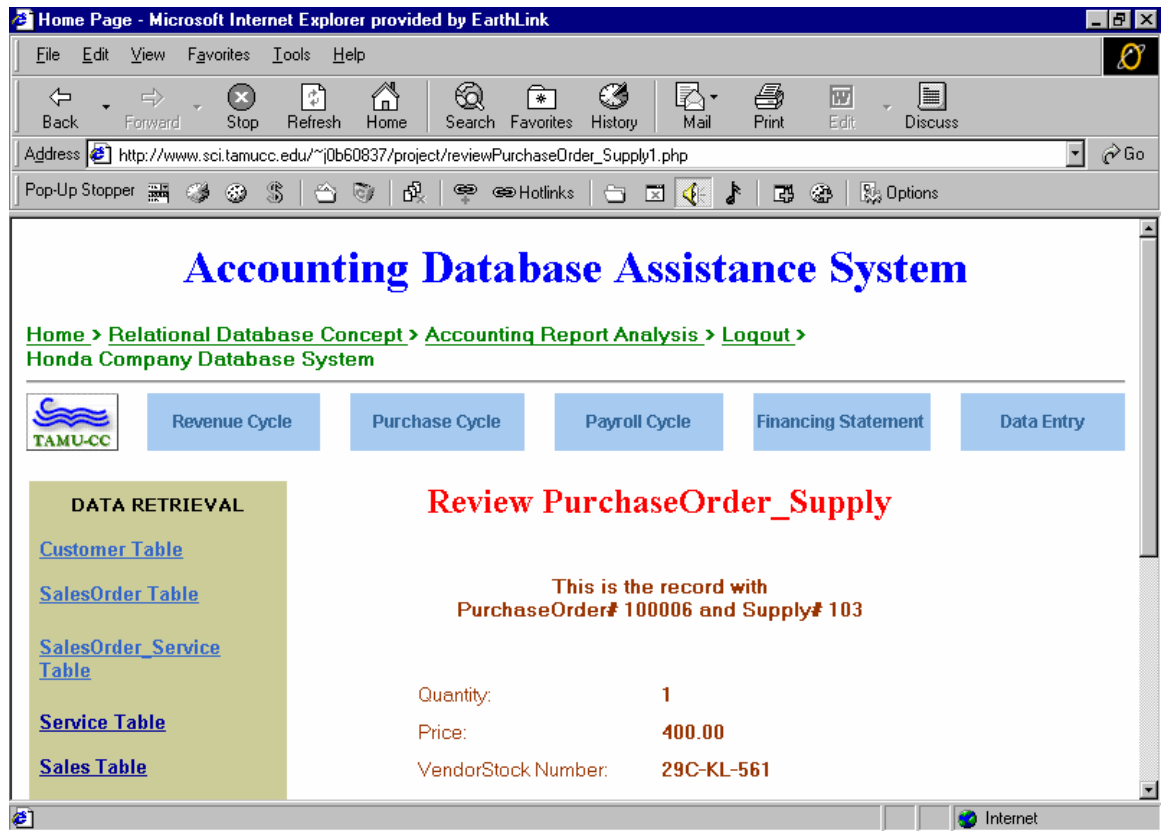 Home Page - Microsoft Internet Explorer provided by EarthLink
File Edit View Favorites Tools Help
Back Forward Stop Refresh Home Search Favorites History Mail Print Edit Discuss
Address http://www.sci.tamucc.edu/~j0b60837/project/reviewPurchaseOrder_Supply1.php Go
Pop-Up Stopper Hotlinks Options
Accounting Database Assistance System
Home > Relational Database Concept > Accounting Report Analysis > Logout >
Honda Company Database System
TAMU-CC Revenue Cycle Purchase Cycle Payroll Cycle Financing Statement Data Entry
DATA RETRIEVAL
Customer Table
SalesOrder Table
SalesOrder_Service
Table
Service Table
Sales Table
Review PurchaseOrder_Supply
This is the record with
PurchaseOrder# 100006 and Supply# 103
Quantity: 1
Price: 400.00
VendorStock Number: 29C-KL-561
Internet